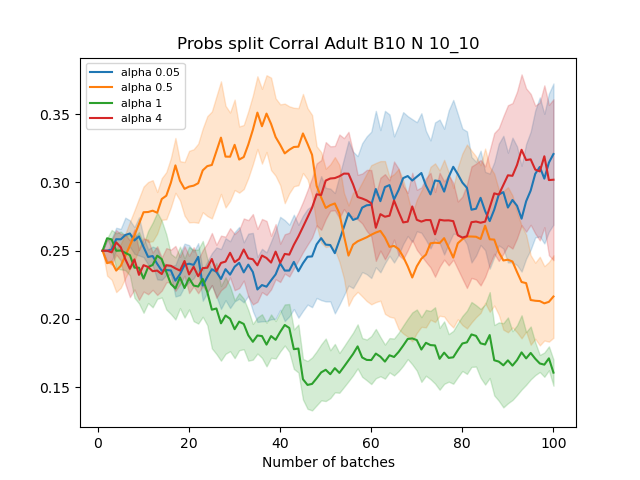 Probs split Corral Adult B10 N 10_10
alpha 0.05
alpha 0.5
alpha 1
alpha 4
0.35
0.30
0.25
0.20
0.15
0 20 40 60 80 100
Number of batches